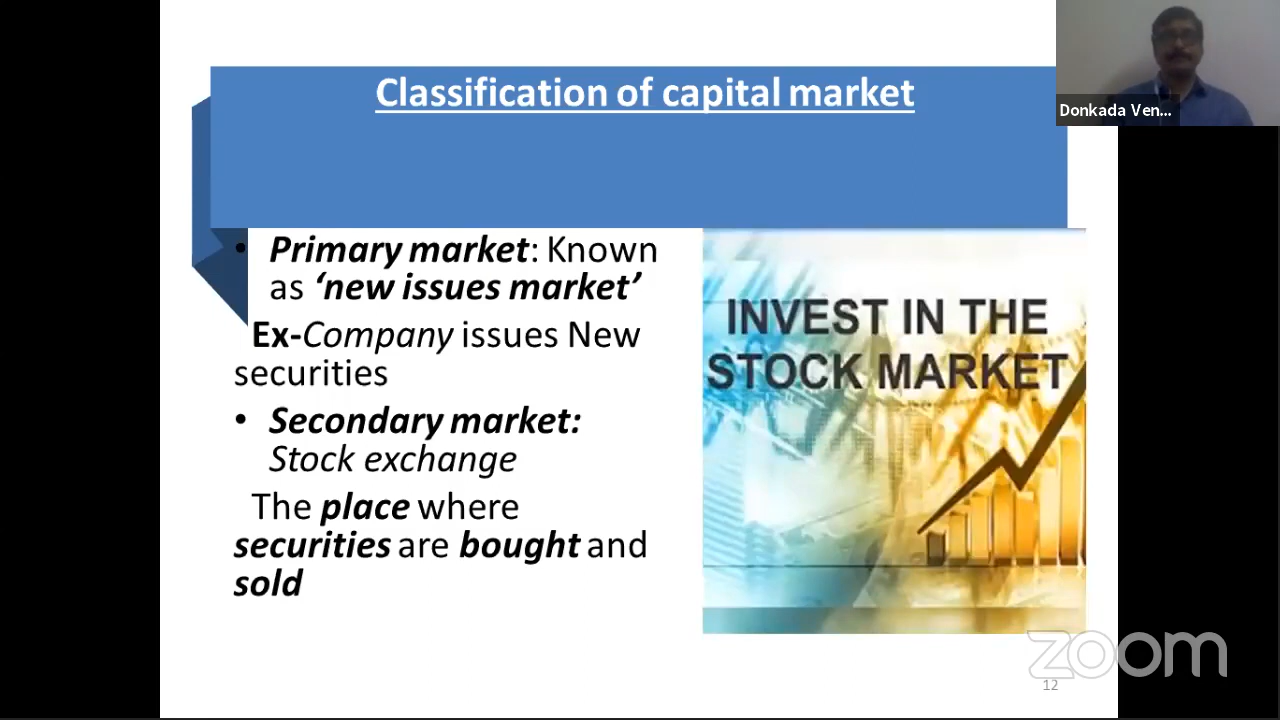 Classification of capital market
Donkada Ven...
• Primary market: Known
as ‘new issues market’
Ex-Company issues New
securities
• Secondary market:
Stock exchange
The place where
securities are bought and
sold
INVEST IN THE
STOCK MARKET
zoom
12